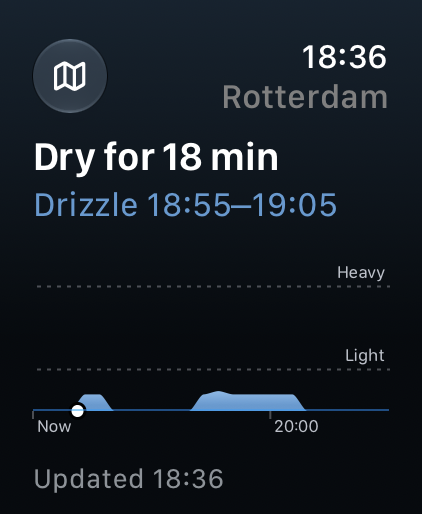 18:36
Rotterdam
Dry for 18 min
Drizzle 18:55–19:05
Heavy
Light
Now
20:00
Updated 18:36